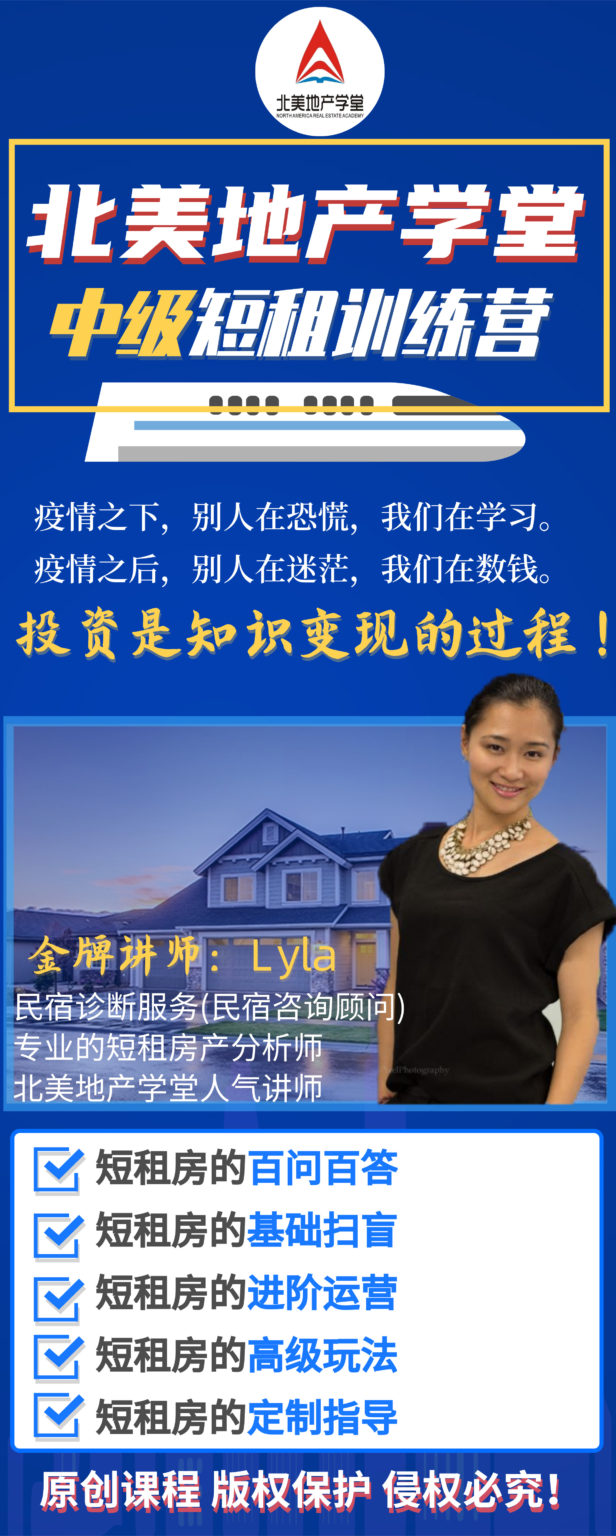 北美地产学堂
NORTH AMERICA REAL ESTATE ACADEMY
北美地产学堂
中级短租训练营
疫情之下，别人在恐慌，我们在学习。
疫情之后，别人在迷茫，我们在数钱。
投资是知识变现的过程！
金牌讲师：Lyla
民宿诊断服务(民宿咨询顾问)
专业的短租房产分析师
北美地产学堂人气讲师
短租房的百问百答
短租房的基础扫盲
短租房的进阶运营
短租房的高级玩法
短租房的定制指导
原创课程 版权保护 侵权必究!